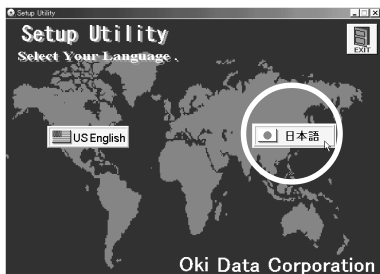 Setup Utility
Setup Utility
EXIT
Select Your Language .
US English
日本語
Oki Data Corporation